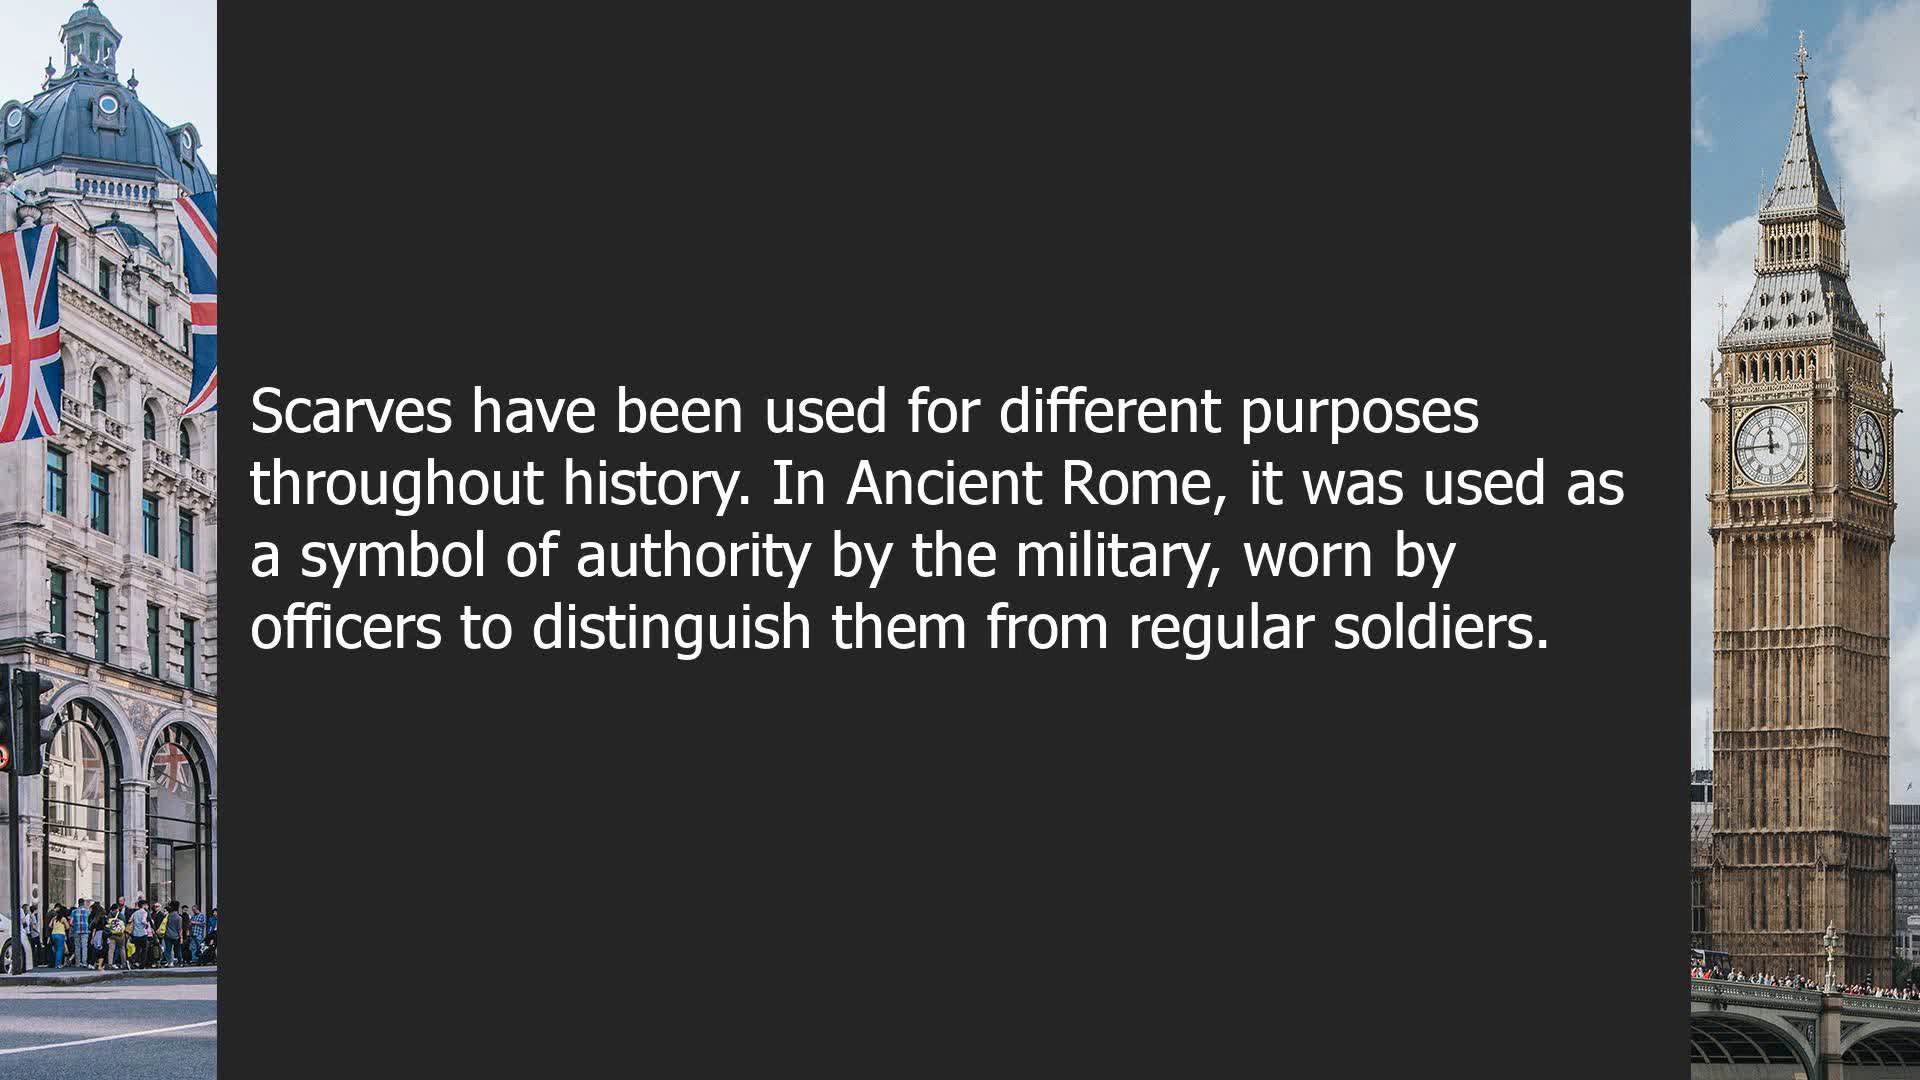 Scarves have been used for different purposes
throughout history. In Ancient Rome, it was used as
a symbol of authority by the military, worn by
officers to distinguish them from regular soldiers.